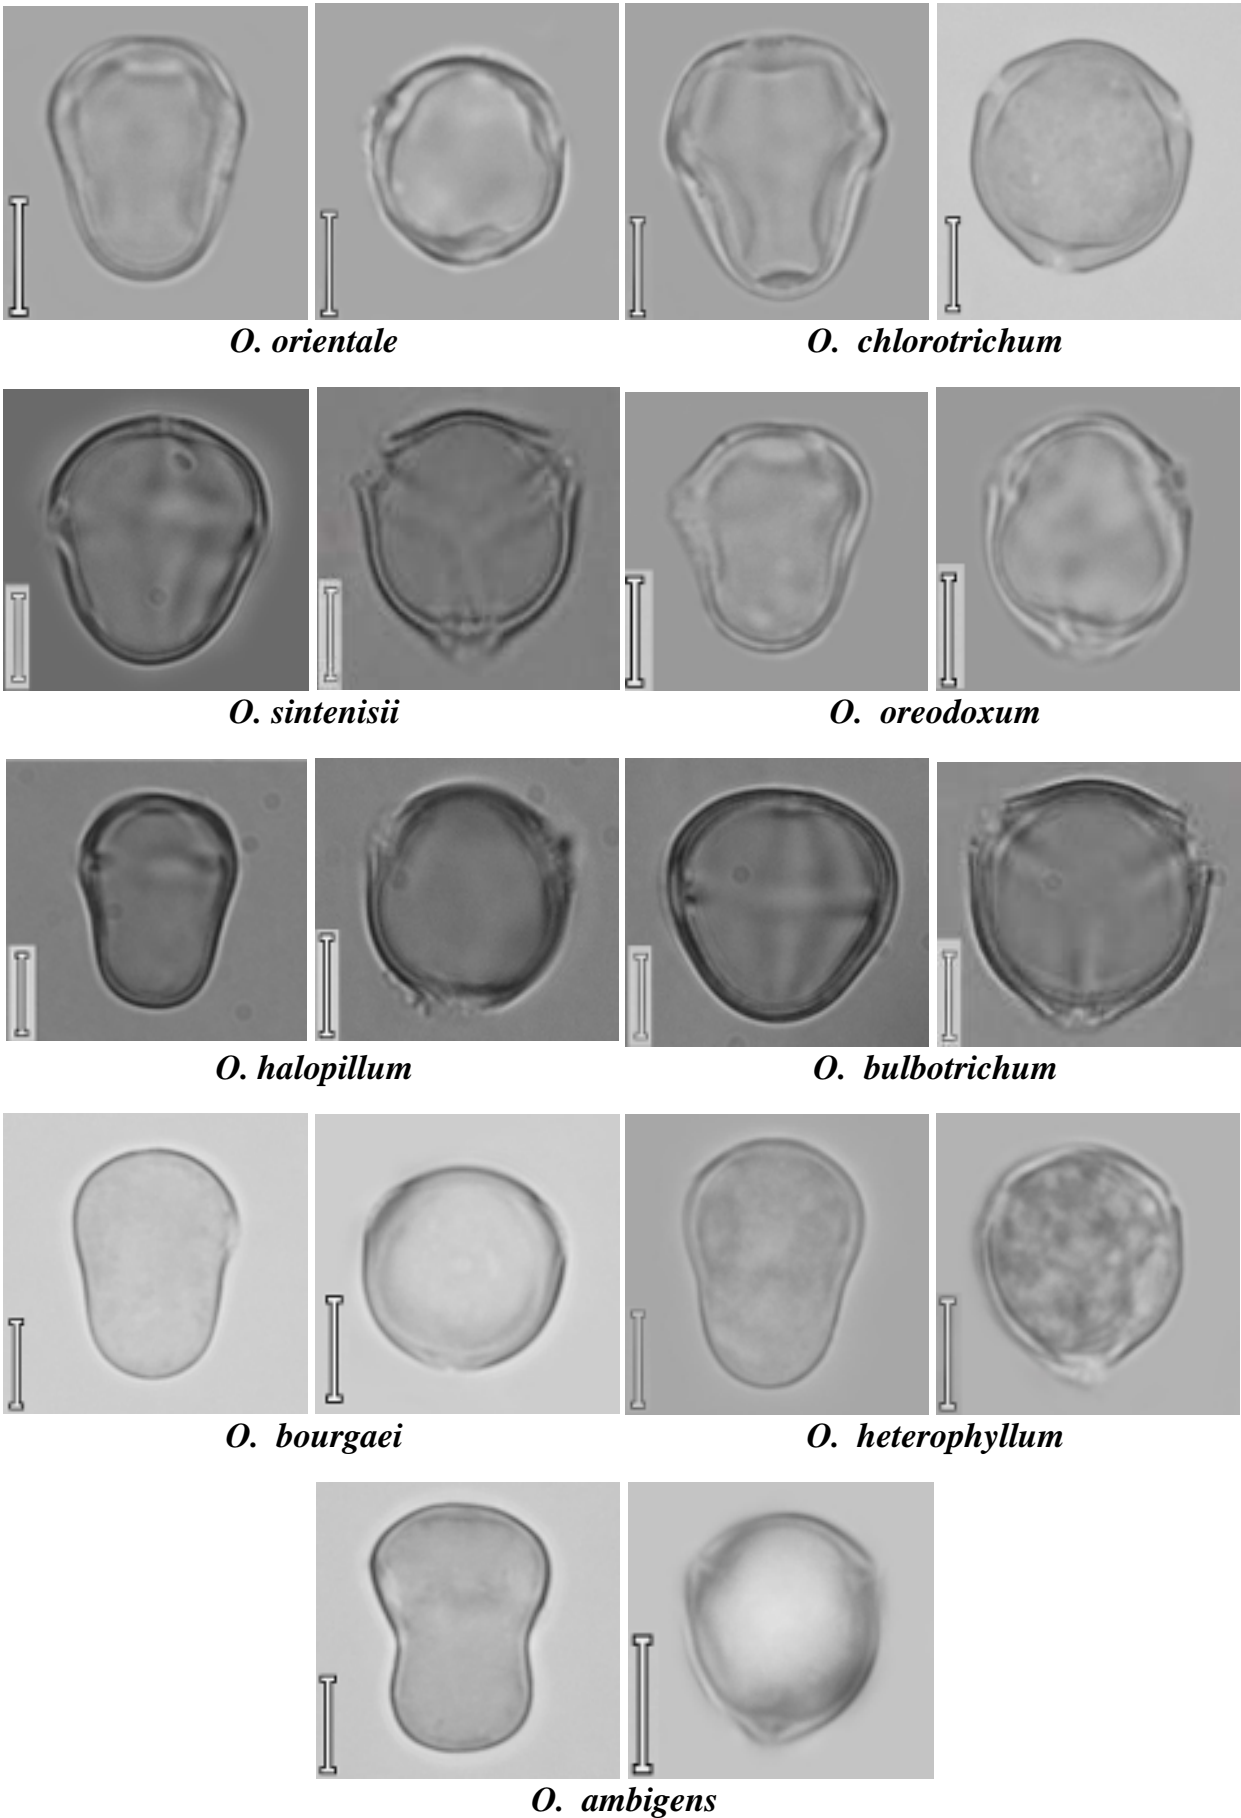 O. orientale
O. chlorotrichum
O. sintenisii
O. oreodoxum
O. halopillum
O. bulbotrichum
O. bourgaei
O. heterophyllum
O. ambigens